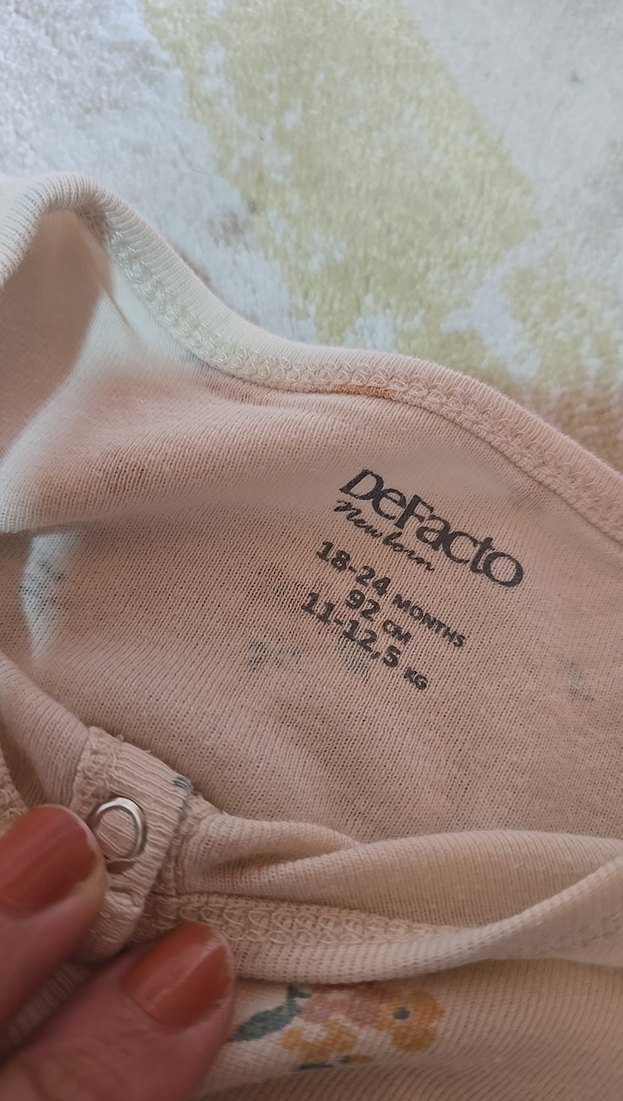 DeFacto
New born
18-24 MONTHS
92 CM
11-12,5 KG